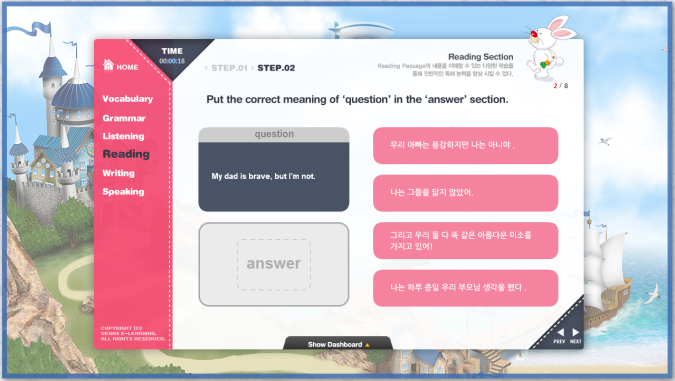 TIME
00:00:18
HOME
STEP.01
STEP.02
Reading Section
Reading Passage의 내용을 이해할 수 있는 다양한 학습을
통해 전반적인 독해 능력을 향상 시킬 수 있다.
2 / 8
Vocabulary
Grammar
Listening
Reading
Writing
Speaking
Put the correct meaning of ‘question’ in the ‘answer’ section.
question
My dad is brave, but I'm not.
answer
우리 아빠는 용감하지만 나는 아니야 .
나는 그들을 닮지 않았어.
그리고 우리 둘 다 똑 같은 아름다운 미소를
가지고 있어!
나는 하루 종일 우리 부모님 생각을 했다 .
COPYRIGHT (C)
E-LEARNING.
ALL RIGHTS RESERVED.
Show Dashboard
PREV NEXT